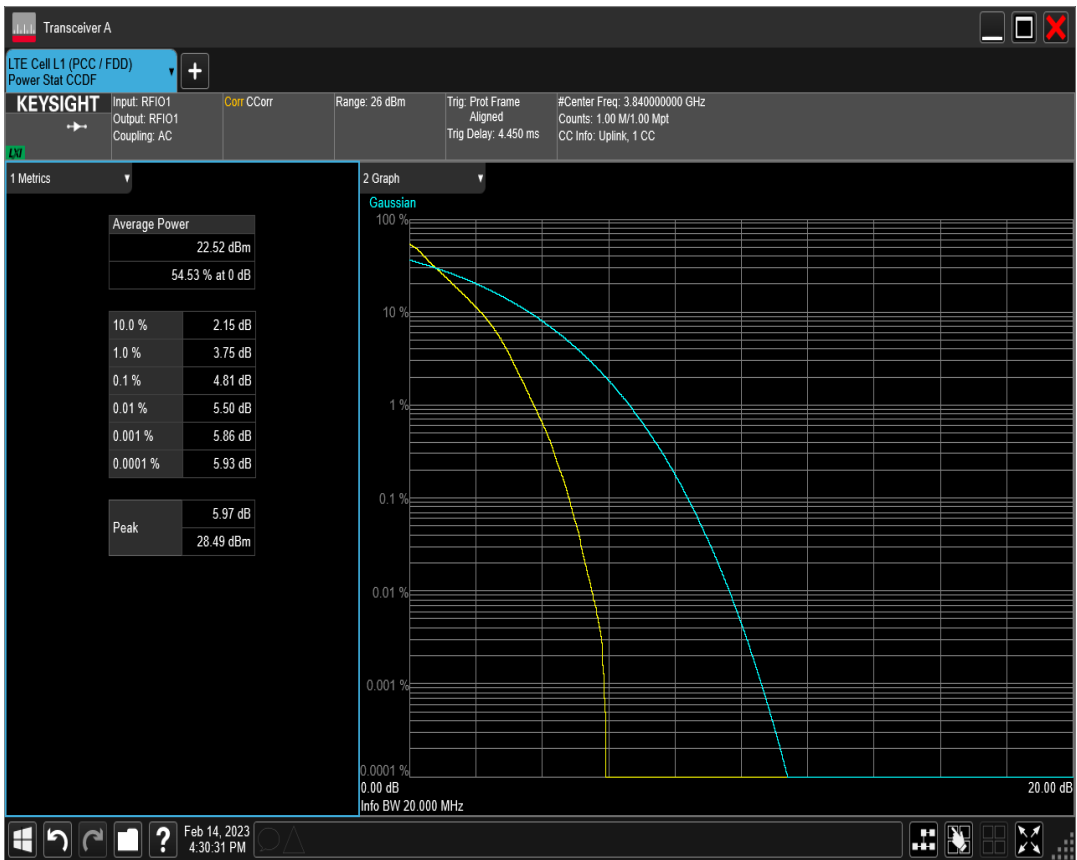 Transceiver A
LTE Cell L1 (PCC / FDD)
Power Stat CCDF
+
KEYSIGHT
LXI
Input: RFIO1
Output: RFIO1
Coupling: AC
Corr CCorr
Range: 26 dBm
Trig: Prot Frame
Aligned
Trig Delay: 4.450 ms
#Center Freq: 3.840000000 GHz
Counts: 1.00 M/1.00 Mpt
CC Info: Uplink, 1 CC
1 Metrics
Average Power
22.52 dBm
54.53 % at 0 dB
10.0 % 2.15 dB
1.0 % 3.75 dB
0.1 % 4.81 dB
0.01 % 5.50 dB
0.001 % 5.86 dB
0.0001 % 5.93 dB
Peak 5.97 dB
28.49 dBm
2 Graph
Gaussian
100 %
10 %
1 %
0.1 %
0.01 %
0.001 %
0.0001 %
0.00 dB 20.00 dB
Info BW 20.000 MHz
?
Feb 14, 2023
4:30:31 PM